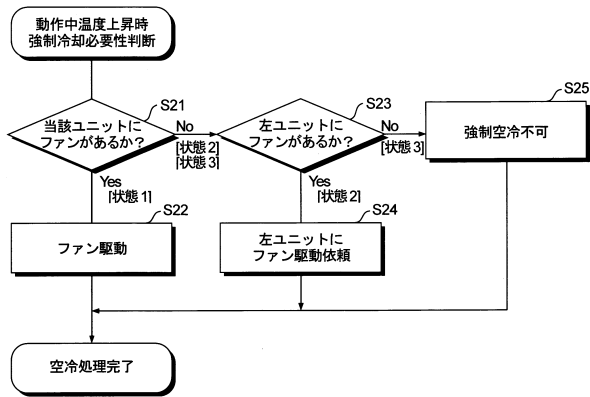 動作中温度上昇時
強制冷却必要性判断
S21
当該ユニットに
ファンがあるか？
No
[状態2]
[状態3]
Yes
[状態1]
S22
ファン駆動
S23
左ユニットに
ファンがあるか？
No
[状態3]
Yes
[状態2]
S24
左ユニットに
ファン駆動依頼
S25
強制空冷不可
空冷処理完了